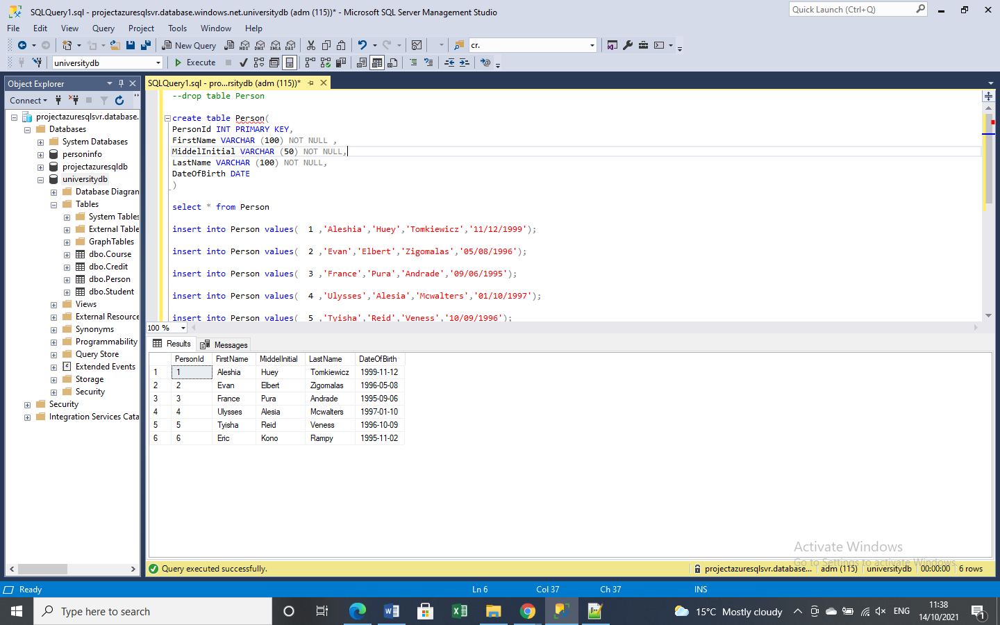 SQLQuery1.sql - projectazuresqlsvr.database.windows.net.universitydb (adm (115))* - Microsoft SQL Server Management Studio
Quick Launch (Ctrl+Q)
File Edit View Query Project Tools Window Help
New Query MDX DMX XMLA DAX cr.
universitydb Execute
Object Explorer
Connect
projectazuresqlsvr.database.
Databases
System Databases
personinfo
projectazuresqldb
universitydb
Database Diagran
Tables
System Tables
External Table
GraphTables
dbo.Course
dbo.Credit
dbo.Person
dbo.Student
Views
External Resource
Synonyms
Programmability
Query Store
Extended Events
Storage
Security
Security
Integration Services Cata
SQLQuery1.sql - pro...rsitydb (adm (115))*
--drop table Person
create table Person(
PersonId INT PRIMARY KEY,
FirstName VARCHAR (100) NOT NULL ,
MiddelInitial VARCHAR (50) NOT NULL,
LastName VARCHAR (100) NOT NULL,
DateOfBirth DATE
)
select * from Person
insert into Person values(  1 ,'Aleshia','Huey','Tomkiewicz','11/12/1999');
insert into Person values(  2 ,'Evan','Elbert','Zigomalas','05/08/1996');
insert into Person values(  3 ,'France','Pura','Andrade','09/06/1995');
insert into Person values(  4 ,'Ulysses','Alesia','Mcwalters','01/10/1997');
insert into Person values(  5 ,'Tyisha','Reid','Veness','10/09/1996');
100 %
Results Messages
PersonId FirstName MiddelInitial LastName DateOfBirth
1 1 Aleshia Huey Tomkiewicz 1999-11-12
2 2 Evan Elbert Zigomalas 1996-05-08
3 3 France Pura Andrade 1995-09-06
4 4 Ulysses Alesia Mcwalters 1997-01-10
5 5 Tyisha Reid Veness 1996-10-09
6 6 Eric Kono Rampy 1995-11-02
Activate Windows
Go to Settings to activate Windows.
Query executed successfully. projectazuresqlsvr.database... adm (115) universitydb 00:00:00 6 rows
Ready Ln 6 Col 37 Ch 37 INS
Type here to search 15°C Mostly cloudy ENG 11:38
14/10/2021 1